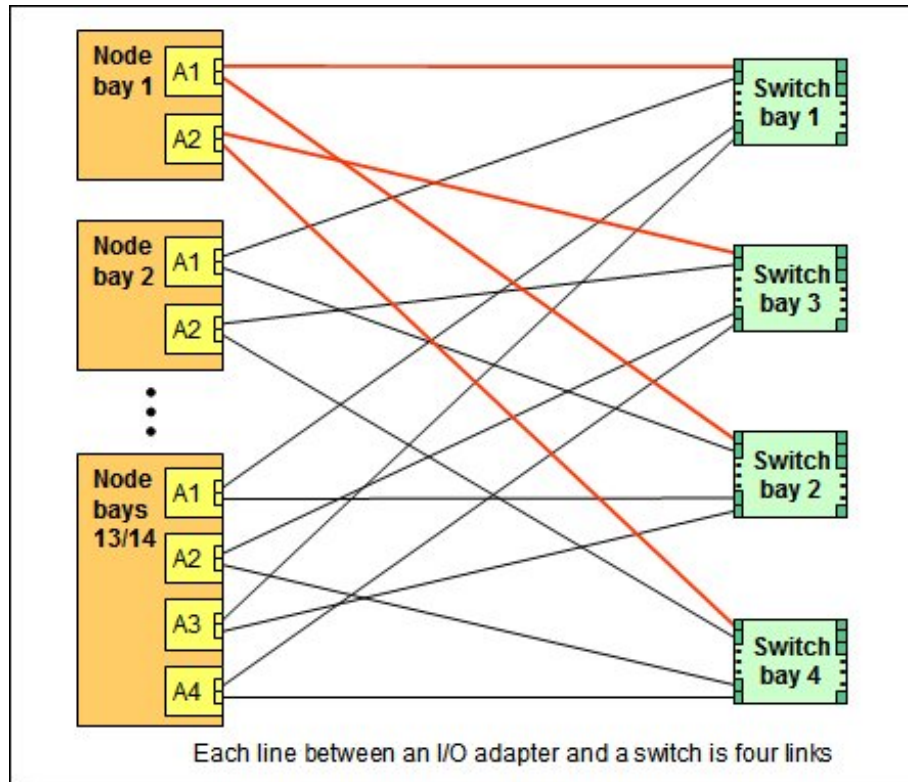 Node
bay 1
A1
A2
Node
bay 2
A1
A2
Node
bays
13/14
A1
A2
A3
A4
Switch
bay 1
Switch
bay 3
Switch
bay 2
Switch
bay 4
Each line between an I/O adapter and a switch is four links